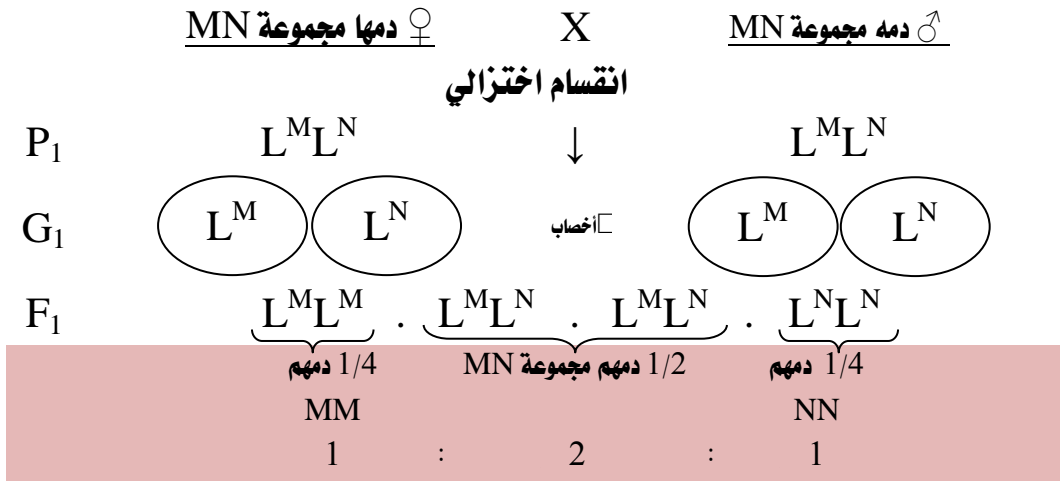 ♂ دمه مجموعة MN X ♀ دمها مجموعة MN
انقسام اختزالي
P₁ LᴹLᴺ ↓ LᴹLᴺ
G₁ Lᴹ Lᴺ أخصاب Lᴹ Lᴺ
F₁ LᴹLᴹ . LᴹLᴺ . LᴹLᴺ . LᴺLᴺ
1/4 دمهم 1/2 دمهم مجموعة MN 1/4 دمهم
MM NN
1 : 2 : 1